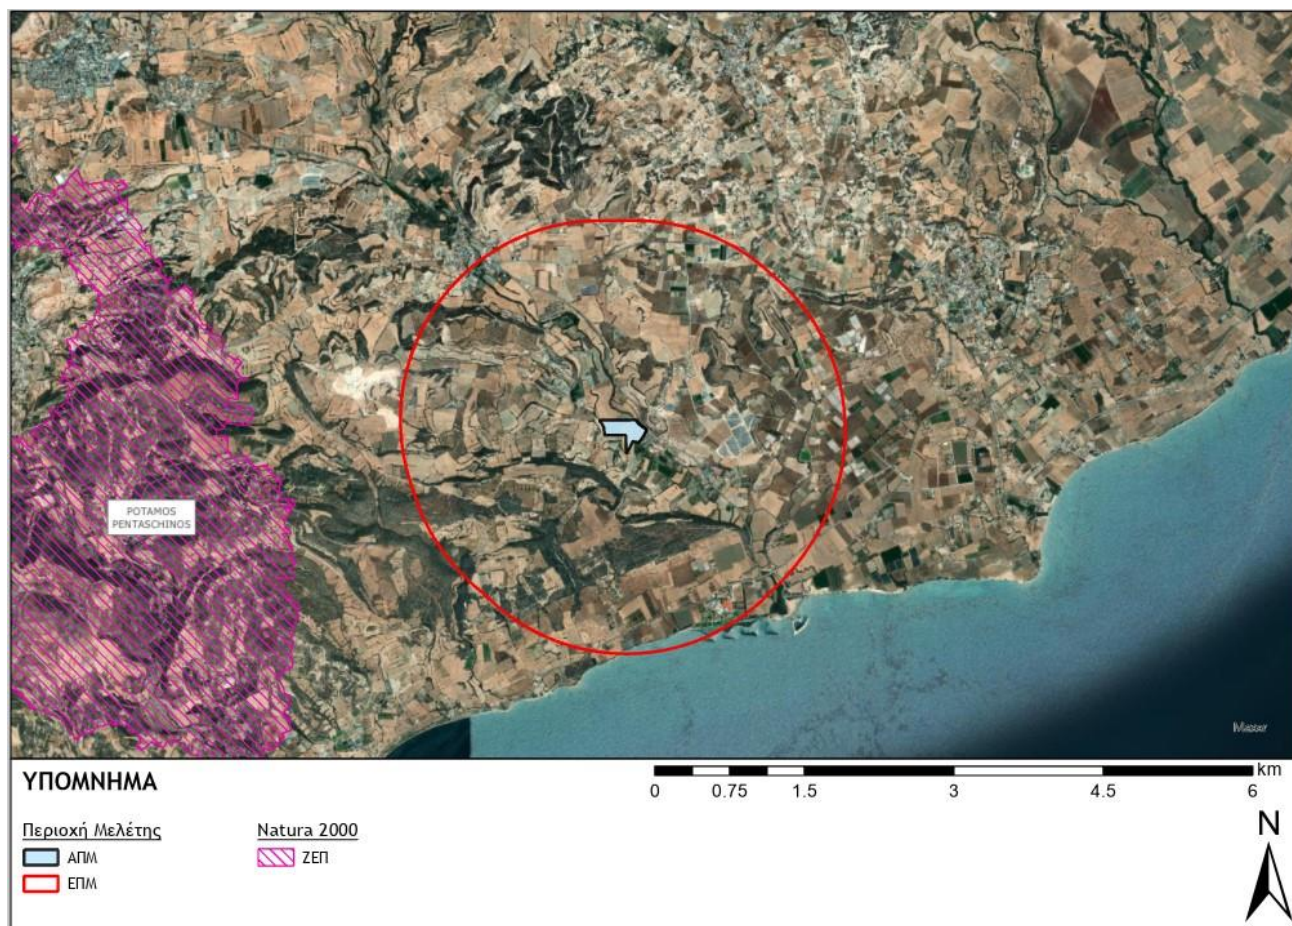 POTAMOS
PENTASCHINOS
Maxar
ΥΠΟΜΝΗΜΑ
km
0 0.75 1.5 3 4.5 6
Περιοχή Μελέτης
Natura 2000
N
ΑΠΜ
ΖΕΠ
ΕΠΜ